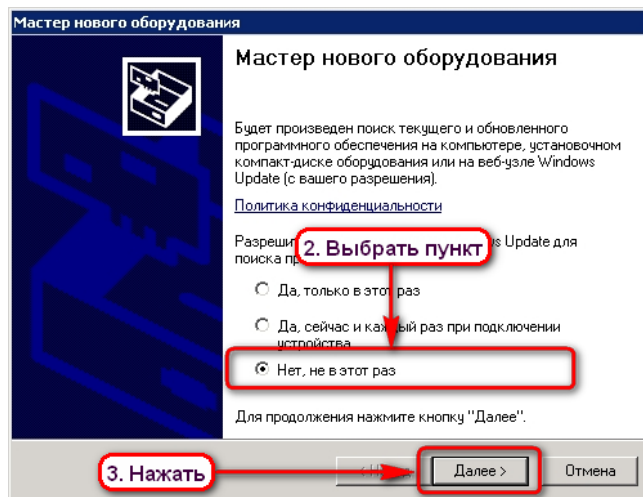 Мастер нового оборудования
Мастер нового оборудования
Будет произведен поиск текущего и обновленного
программного обеспечения на компьютере, установочном
компакт-диске оборудования или на веб-узле Windows
Update (с вашего разрешения).
Политика конфиденциальности
Update для
поиска
2. Выбрать пункт
Да, только в этот раз
Да, сейчас и каждый раз при подключении
устройства
Нет, не в этот раз
Для продолжения нажмите кнопку "Далее".
3. Нажать
Далее >
Отмена